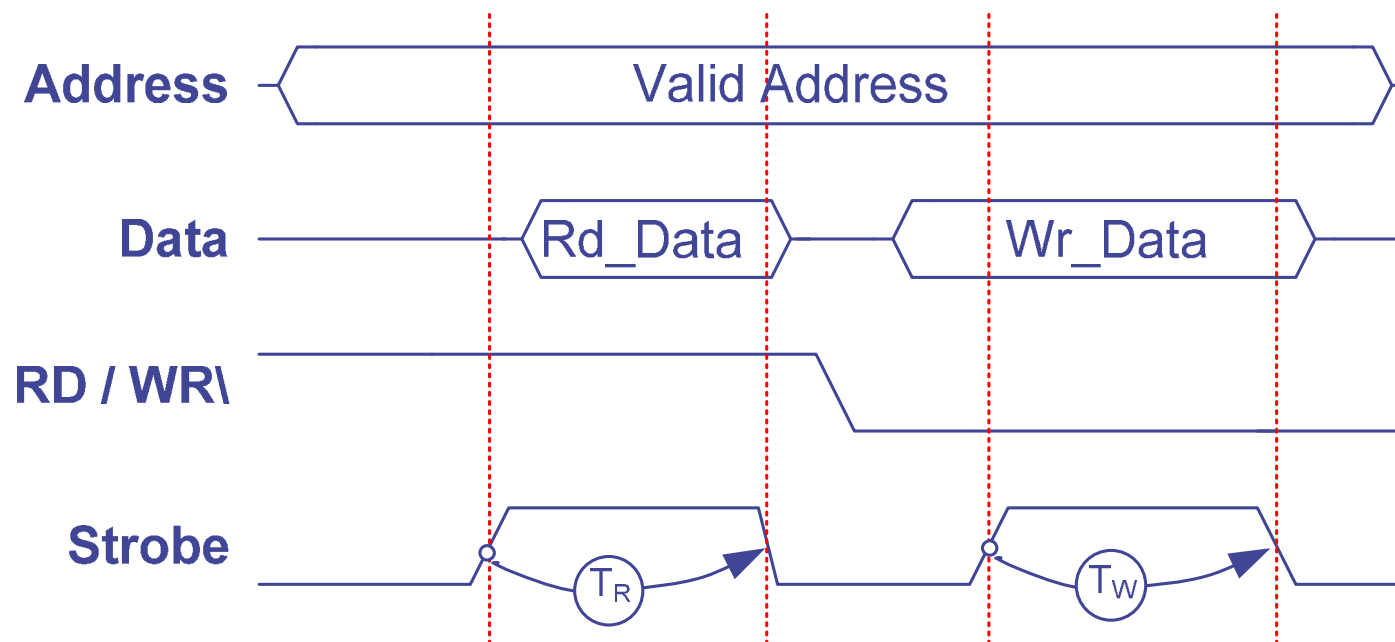 Address
Valid Address
Data
Rd_Data
Wr_Data
RD / WR\
Strobe
TR
TW